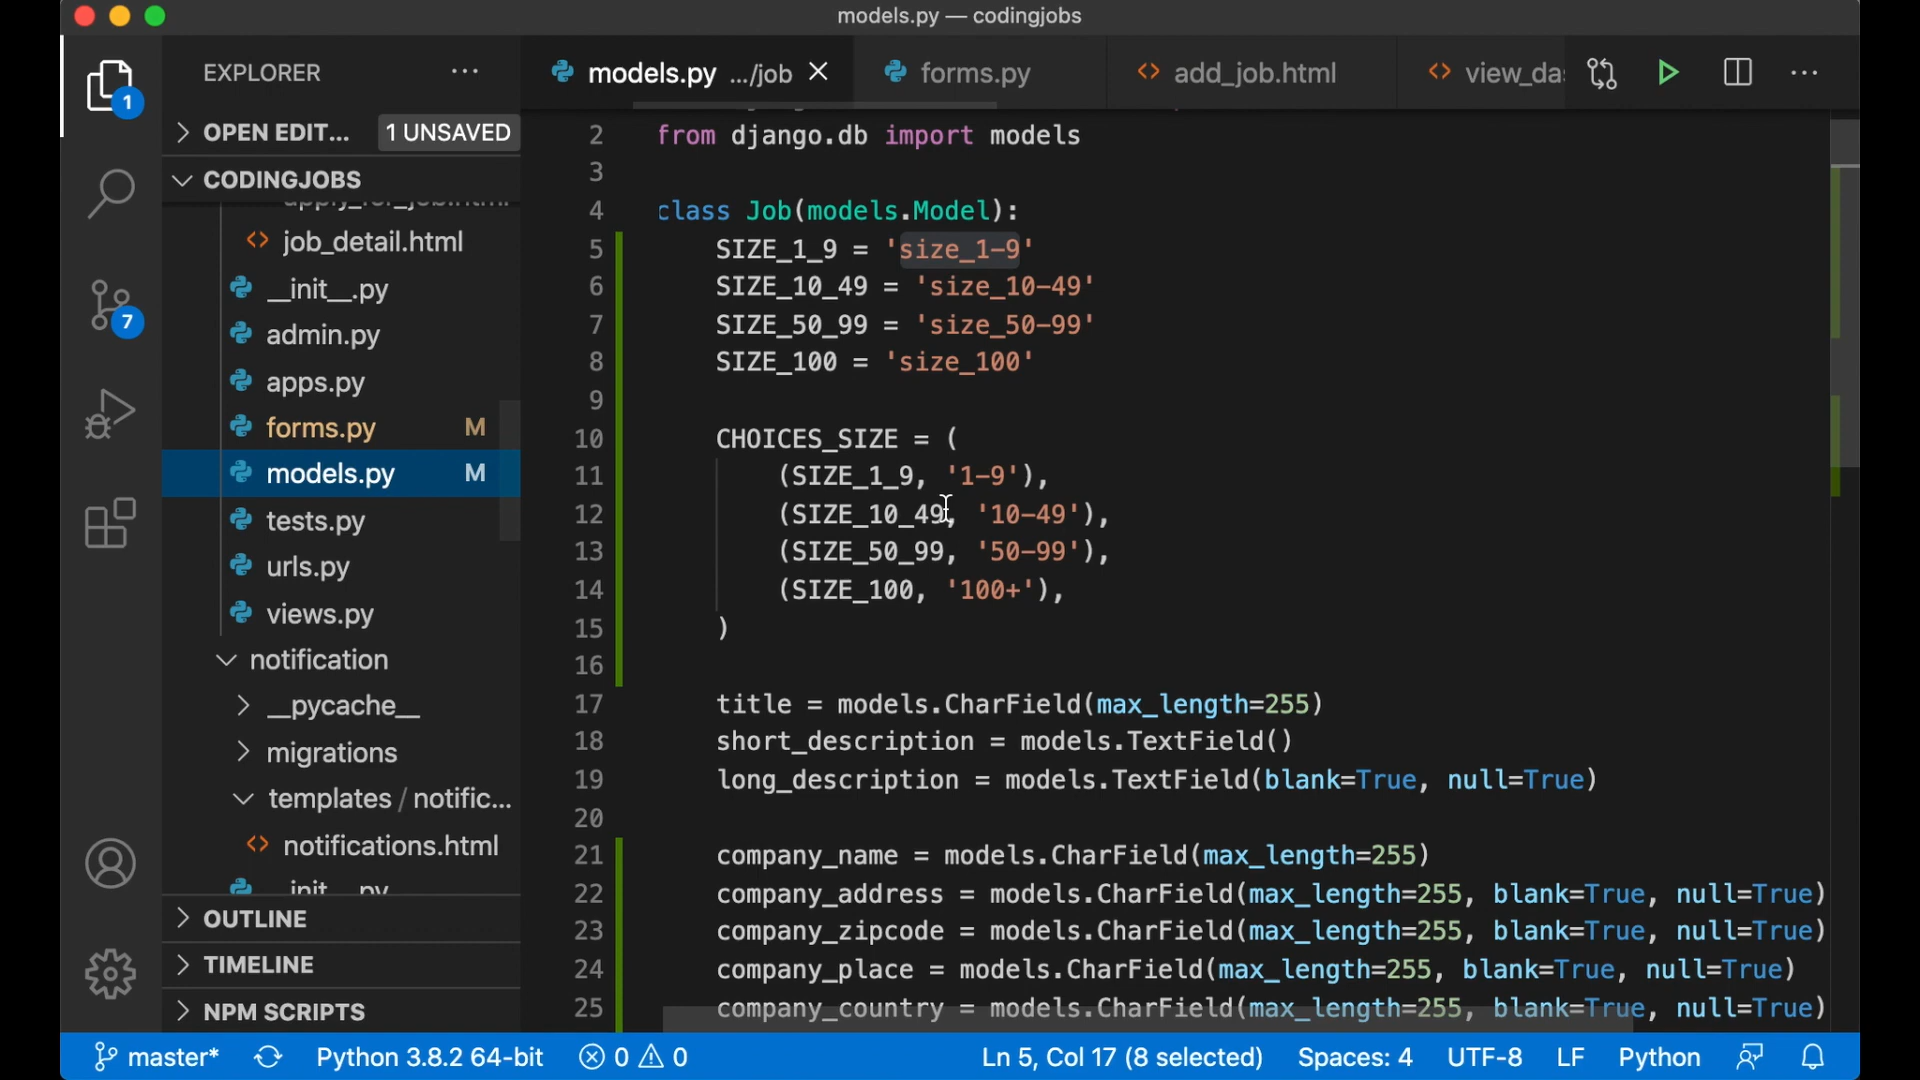 models.py — codingjobs
EXPLORER
models.py .../job
forms.py
add_job.html
view_da
OPEN EDIT... 1 UNSAVED
CODINGJOBS
apply_for_job.html
job_detail.html
__init__.py
admin.py
apps.py
forms.py M
models.py M
tests.py
urls.py
views.py
notification
__pycache__
migrations
templates / notific...
notifications.html
__init__.py
OUTLINE
TIMELINE
NPM SCRIPTS
1
7
2 from django.db import models
3
4 class Job(models.Model):
5 SIZE_1_9 = 'size_1-9'
6 SIZE_10_49 = 'size_10-49'
7 SIZE_50_99 = 'size_50-99'
8 SIZE_100 = 'size_100'
9
10 CHOICES_SIZE = (
11 (SIZE_1_9, '1-9'),
12 (SIZE_10_49, '10-49'),
13 (SIZE_50_99, '50-99'),
14 (SIZE_100, '100+'),
15 )
16
17 title = models.CharField(max_length=255)
18 short_description = models.TextField()
19 long_description = models.TextField(blank=True, null=True)
20
21 company_name = models.CharField(max_length=255)
22 company_address = models.CharField(max_length=255, blank=True, null=True)
23 company_zipcode = models.CharField(max_length=255, blank=True, null=True)
24 company_place = models.CharField(max_length=255, blank=True, null=True)
25 company_country = models.CharField(max_length=255, blank=True, null=True)
master* Python 3.8.2 64-bit 0 0 Ln 5, Col 17 (8 selected) Spaces: 4 UTF-8 LF Python